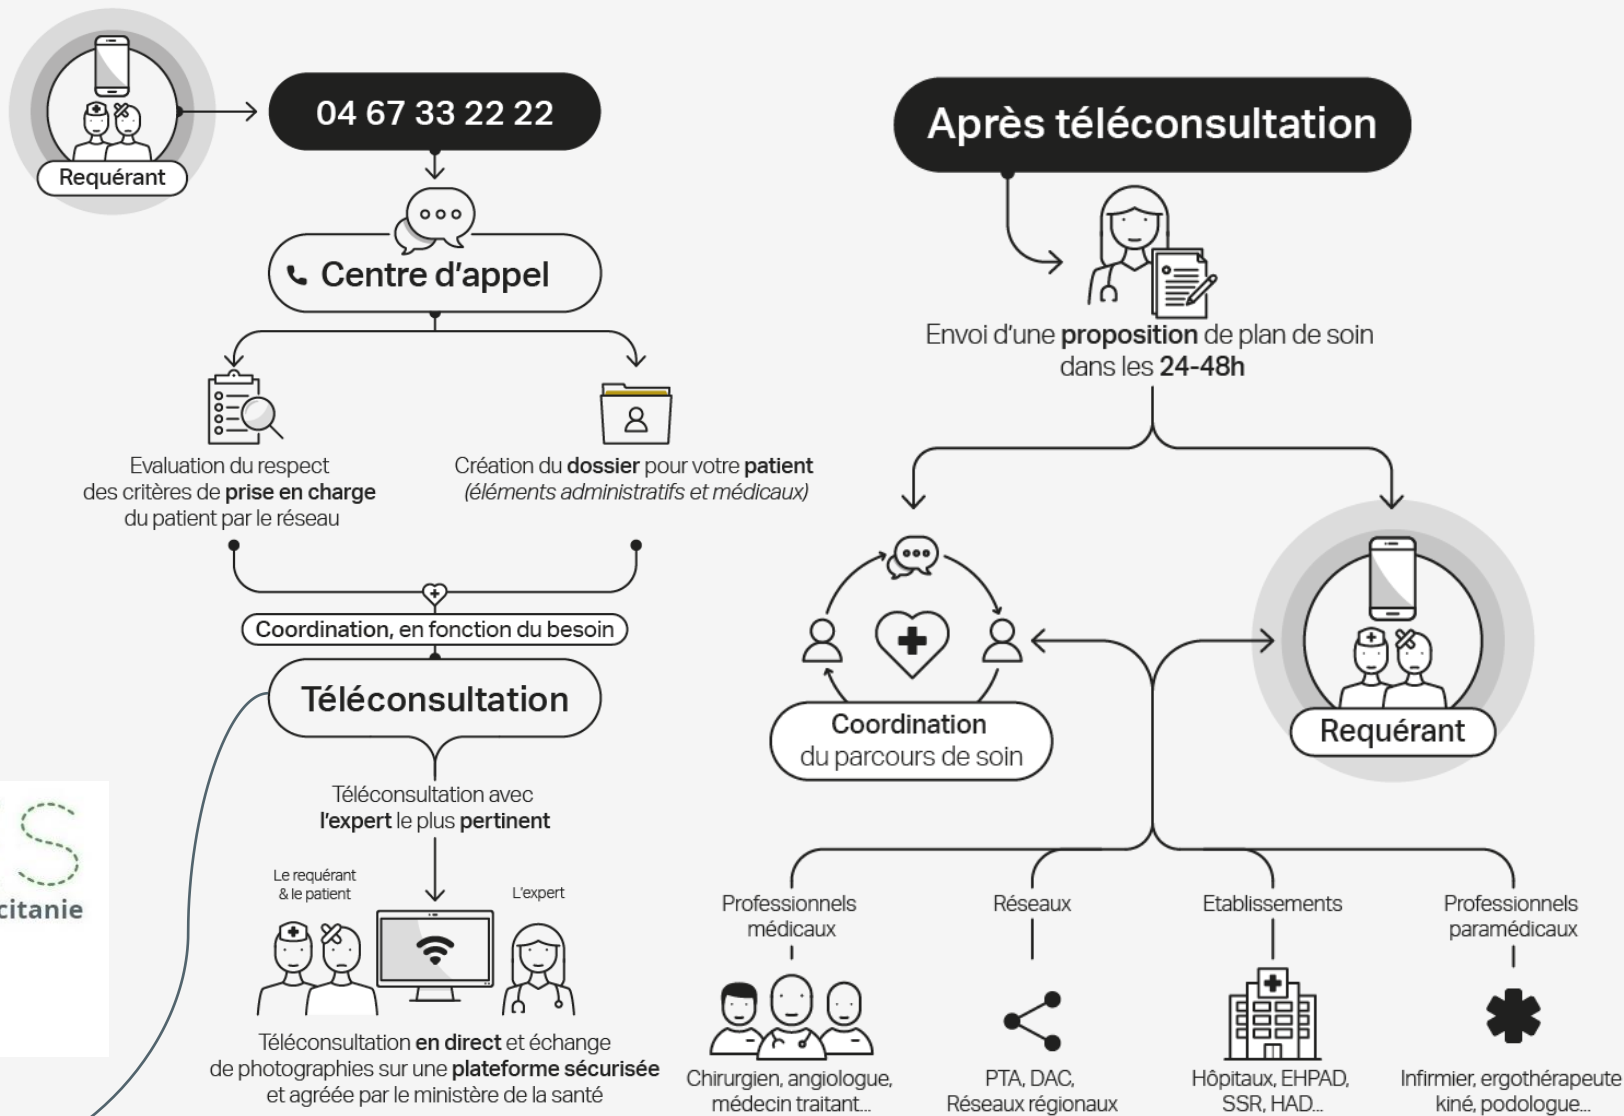 Requérant
04 67 33 22 22
Centre d'appel
Evaluation du respect
des critères de prise en charge
du patient par le réseau
Création du dossier pour votre patient
(éléments administratifs et médicaux)
Coordination, en fonction du besoin
Téléconsultation
Téléconsultation avec
l'expert le plus pertinent
Le requérant
& le patient
L'expert
Téléconsultation en direct et échange
de photographies sur une plateforme sécurisée
et agréée par le ministère de la santé
S
citanie
Après téléconsultation
Envoi d'une proposition de plan de soin
dans les 24-48h
Coordination
du parcours de soin
Requérant
Professionnels
médicaux
Chirurgien, angiologue,
médecin traitant...
Réseaux
PTA, DAC,
Réseaux régionaux
Etablissements
Hôpitaux, EHPAD,
SSR, HAD...
Professionnels
paramédicaux
Infirmier, ergothérapeute
kiné, podologue...